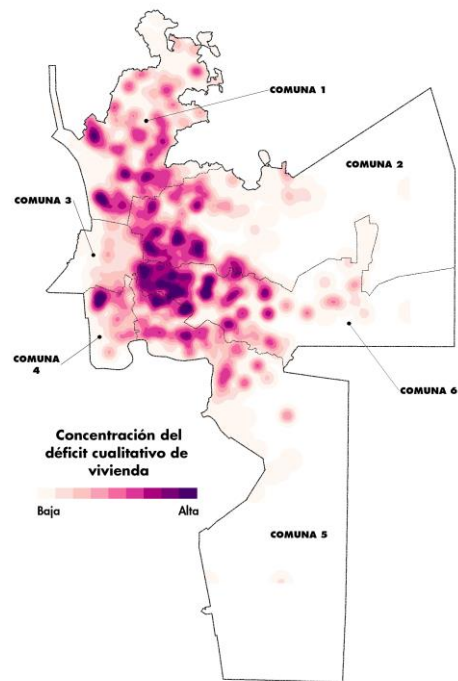 COMUNA 1
COMUNA 2
COMUNA 3
COMUNA
4
COMUNA 6
Concentración del
déficit cualitativo de
vivienda
Baja Alta
COMUNA 5